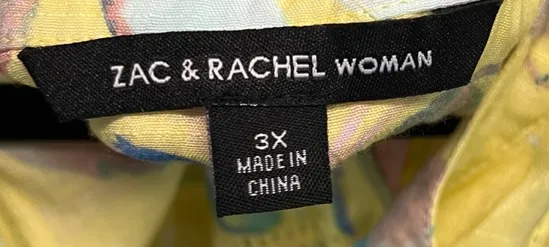 ZAC & RACHEL WOMAN
3X
MADE IN
CHINA